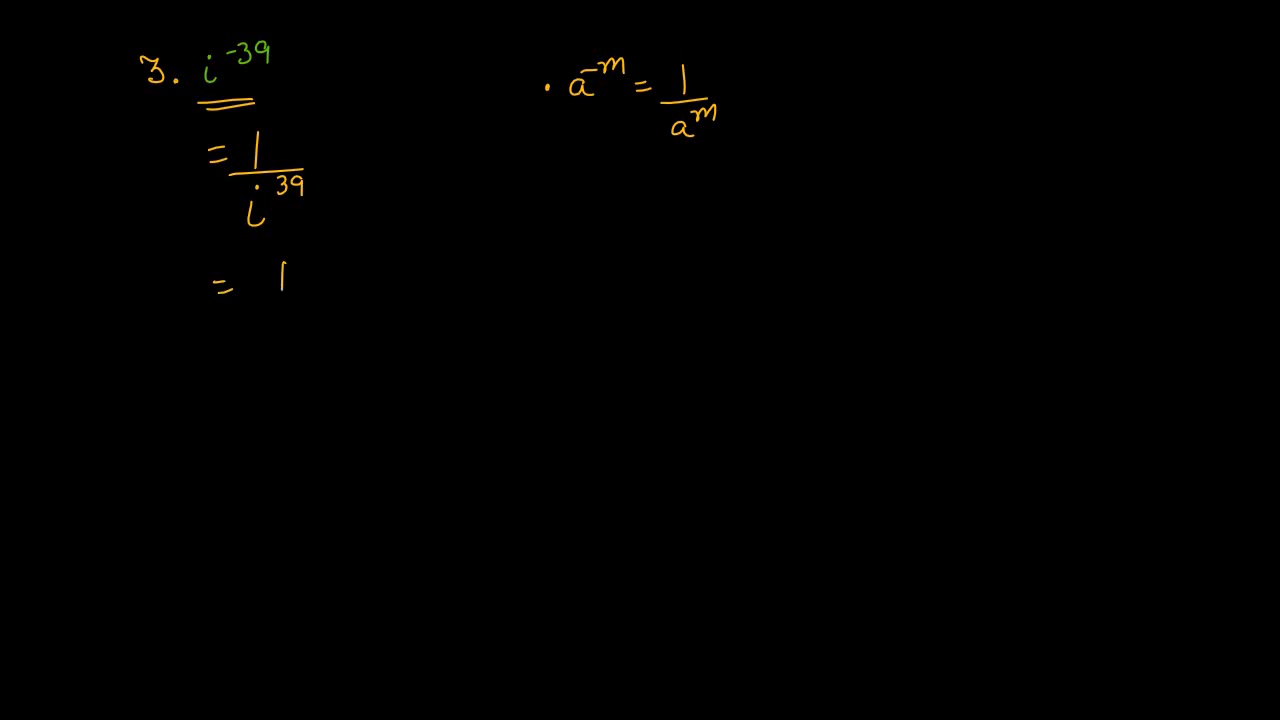 3. i^-39
= 1/i^39
= 1
· a^-m = 1/a^m